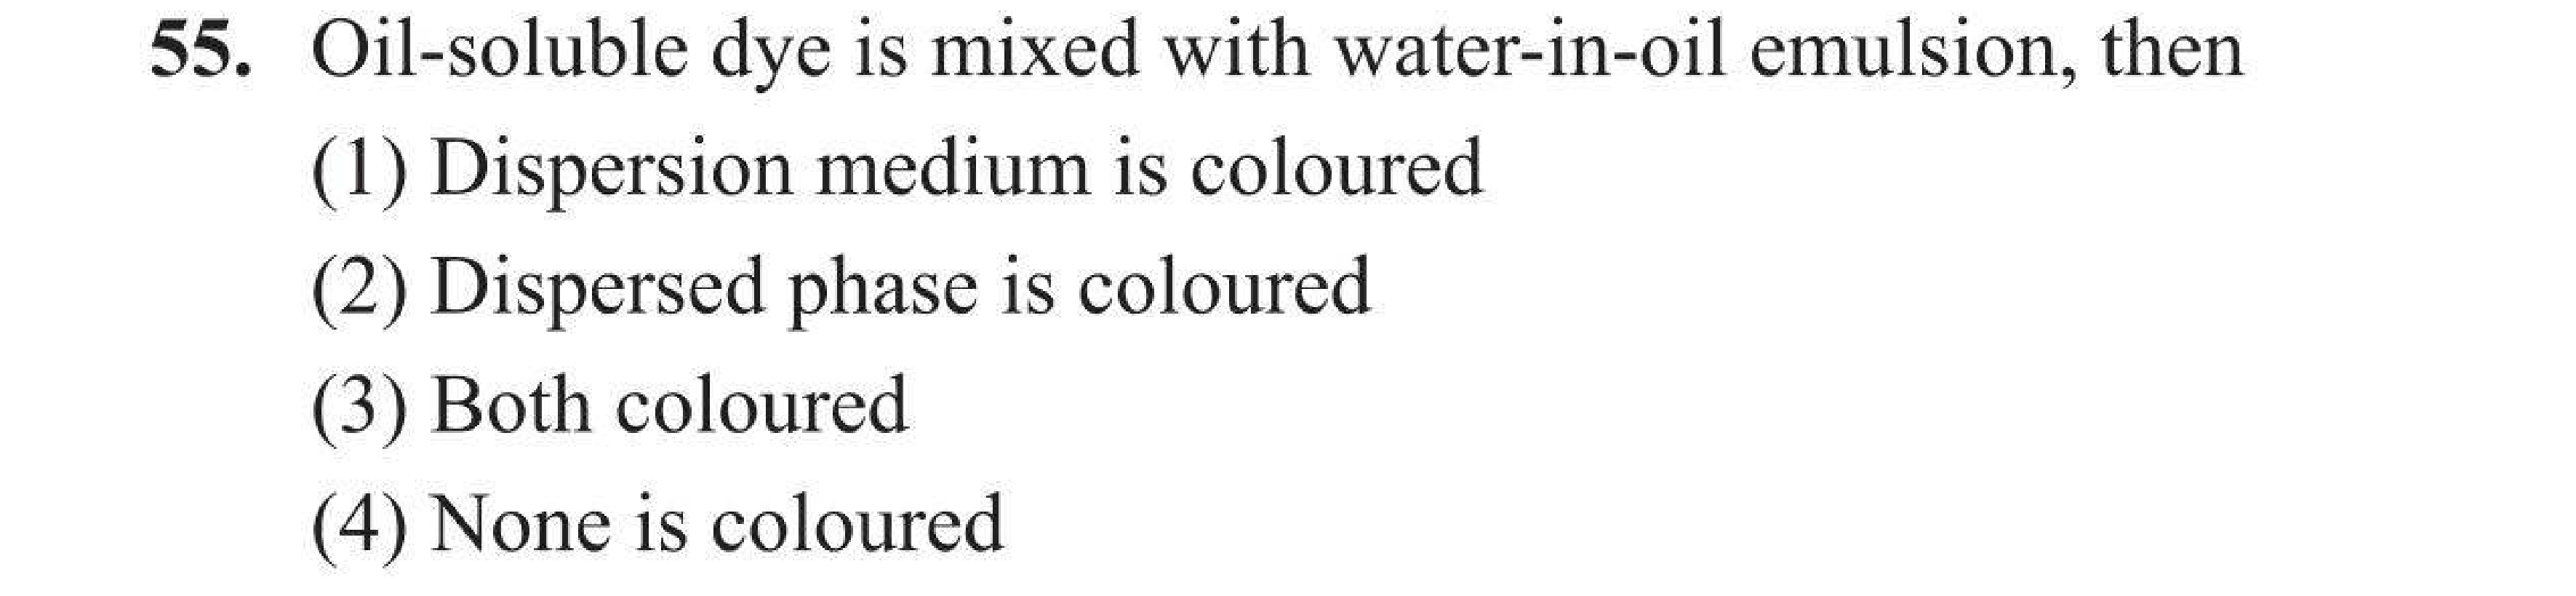 55. Oil-soluble dye is mixed with water-in-oil emulsion, then
(1) Dispersion medium is coloured
(2) Dispersed phase is coloured
(3) Both coloured
(4) None is coloured